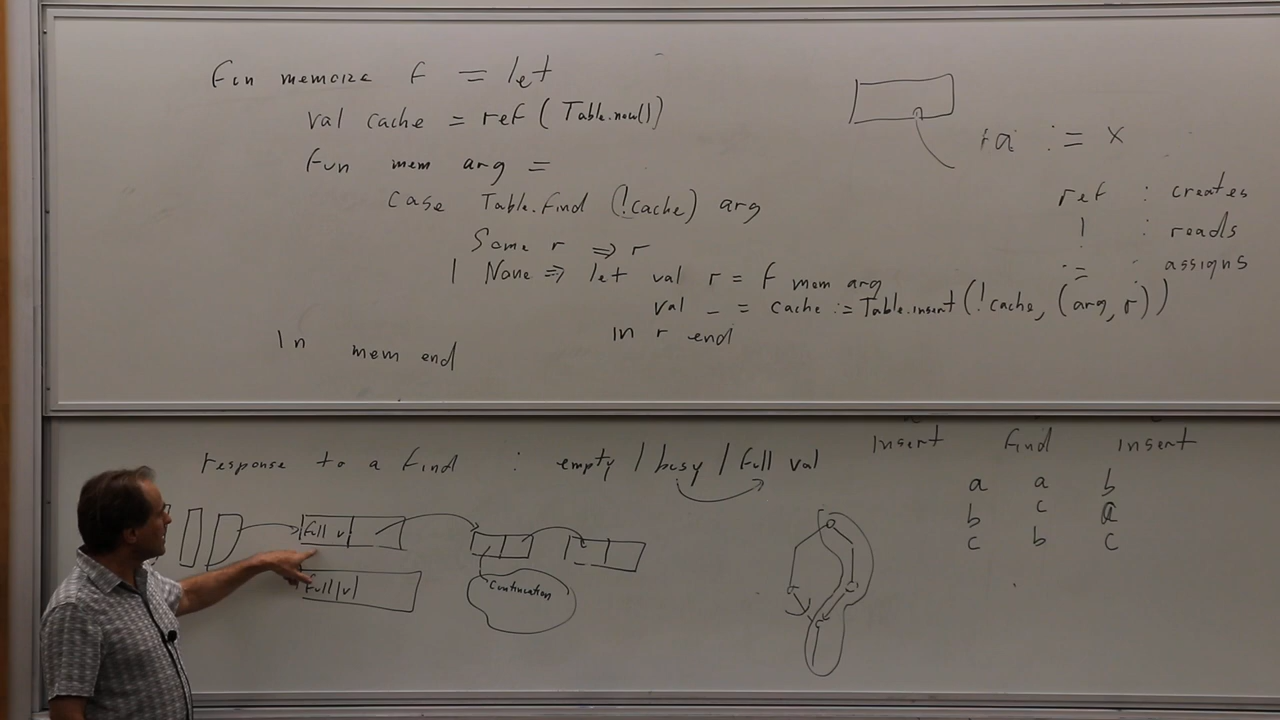 Fun memoize f = let
val cache = ref (Table.new())
fun mem arg =
case Table.find (!cache) arg
Some r => r
| None => let val r = f mem arg
val _ = cache := Table.insert (!cache, (arg, r))
in r end
In mem end
a := x
ref : creates
! : reads
:= : assigns
response to a find : empty / busy / full val
full v
full v
Continuation
insert find insert
a a b
b c a
c b c
a
c
c